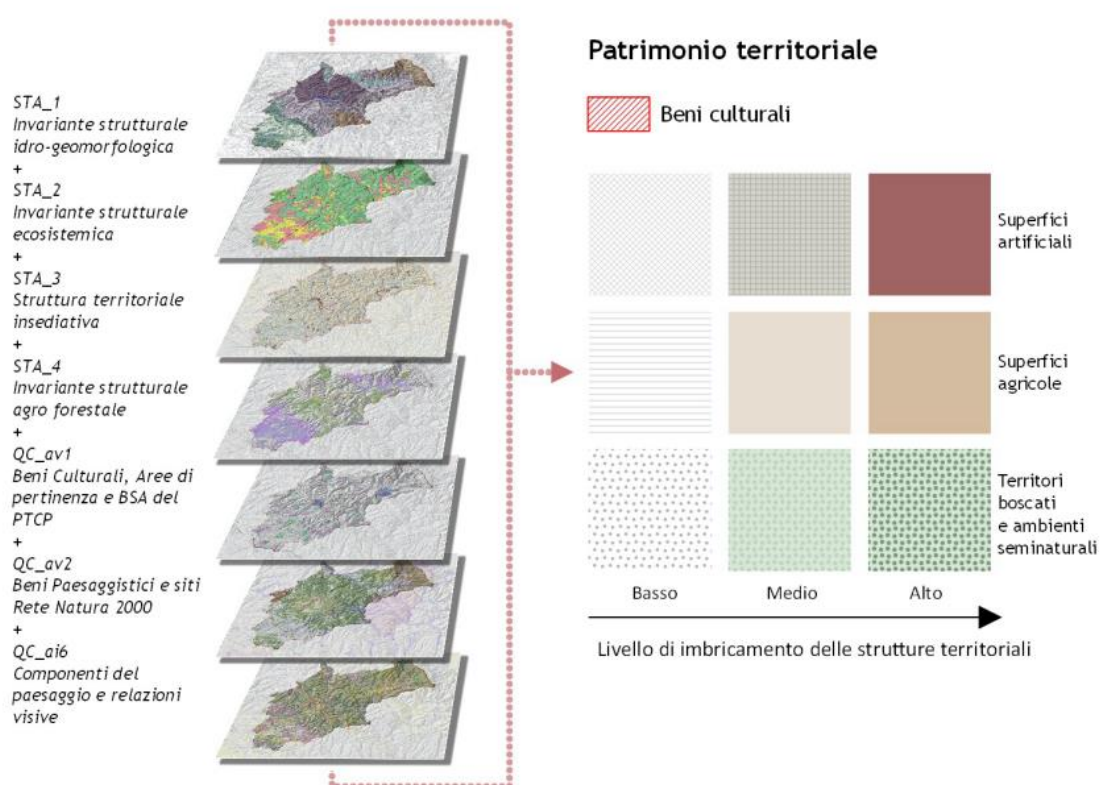 STA_1
Invariante strutturale
idro-geomorfologica
+
STA_2
Invariante strutturale
ecosistemica
+
STA_3
Struttura territoriale
insediativa
+
STA_4
Invariante strutturale
agro forestale
+
QC_av1
Beni Culturali, Aree di
pertinenza e BSA del
PTCP
+
QC_av2
Beni Paesaggistici e siti
Rete Natura 2000
+
QC_ai6
Componenti del
paesaggio e relazioni
visive
Patrimonio territoriale
Beni culturali
Superfici
artificiali
Superfici
agricole
Territori
boscati
e ambienti
seminaturali
Basso
Medio
Alto
Livello di imbricamento delle strutture territoriali